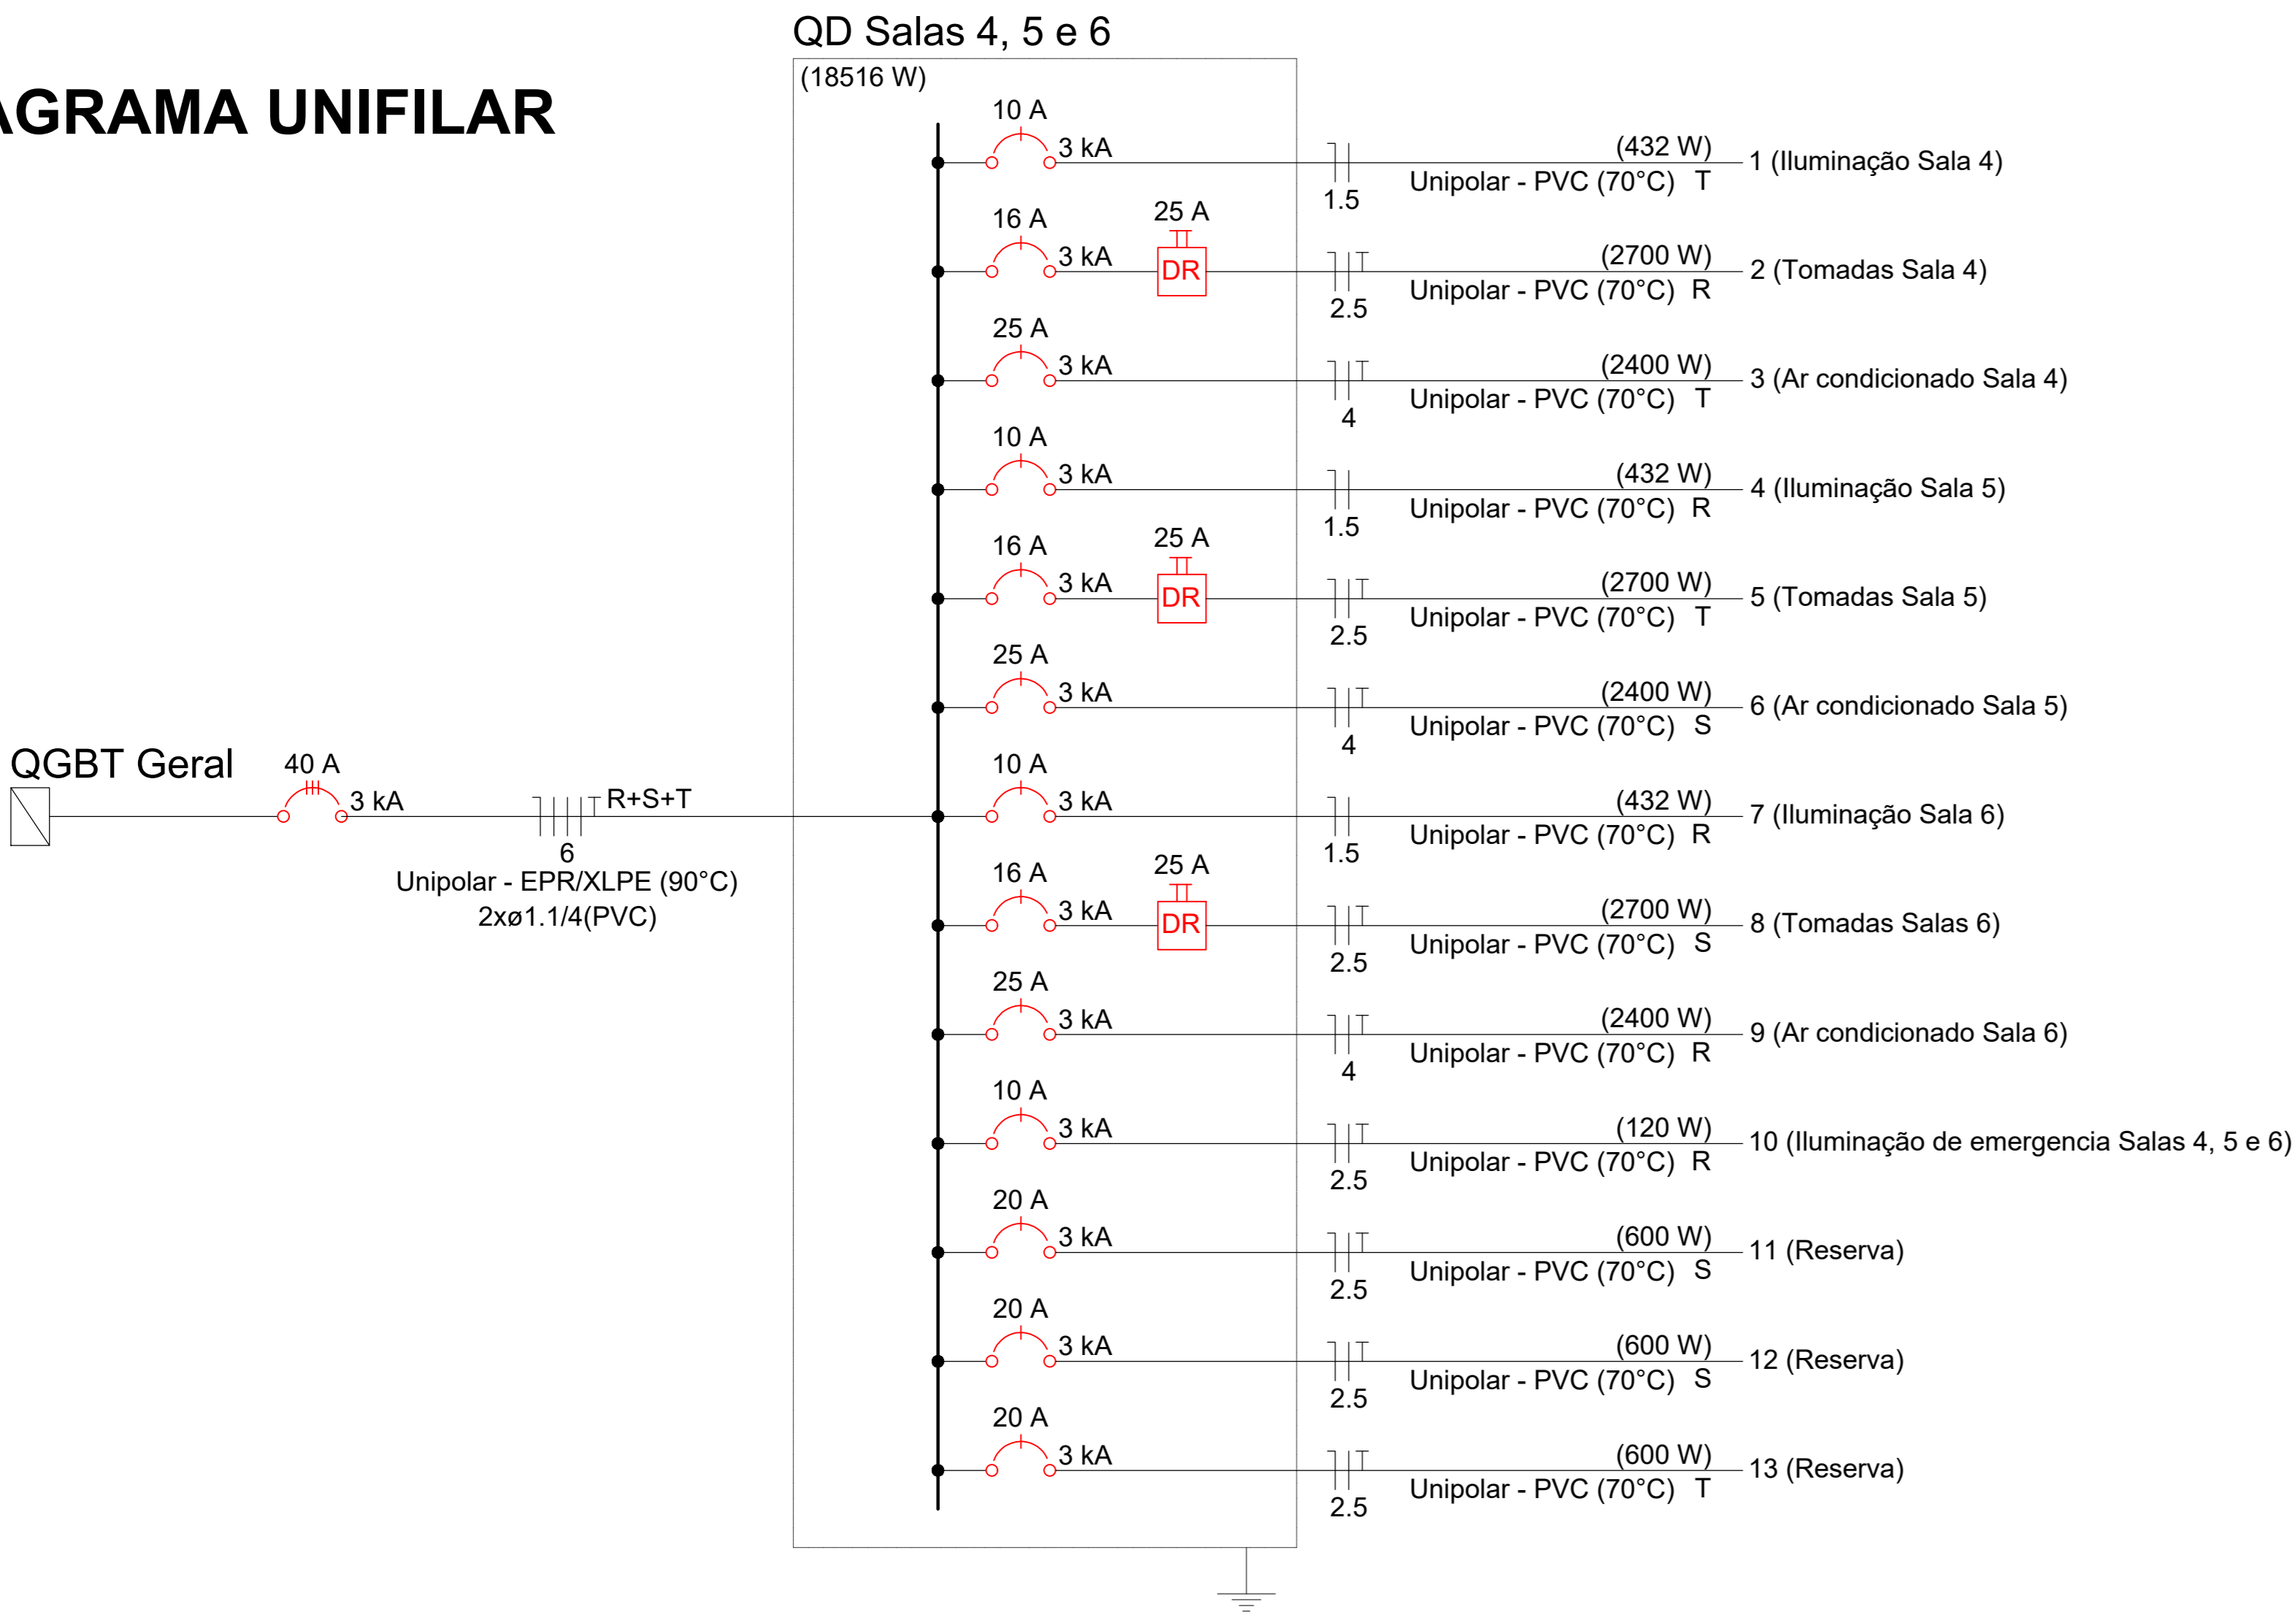 QD Salas 4, 5 e 6
(18516 W)
AGRAMA UNIFILAR
10 A
3 kA
1.5
(432 W)
Unipolar - PVC (70°C) T
1 (Iluminação Sala 4)
16 A
3 kA
25 A
DR
2.5
(2700 W)
Unipolar - PVC (70°C) R
2 (Tomadas Sala 4)
25 A
3 kA
4
(2400 W)
Unipolar - PVC (70°C) T
3 (Ar condicionado Sala 4)
10 A
3 kA
1.5
(432 W)
Unipolar - PVC (70°C) R
4 (Iluminação Sala 5)
16 A
3 kA
25 A
DR
2.5
(2700 W)
Unipolar - PVC (70°C) T
5 (Tomadas Sala 5)
25 A
3 kA
4
(2400 W)
Unipolar - PVC (70°C) S
6 (Ar condicionado Sala 5)
QGBT Geral
40 A
3 kA
R+S+T
6
Unipolar - EPR/XLPE (90°C)
2xø1.1/4(PVC)
10 A
3 kA
1.5
(432 W)
Unipolar - PVC (70°C) R
7 (Iluminação Sala 6)
16 A
3 kA
25 A
DR
2.5
(2700 W)
Unipolar - PVC (70°C) S
8 (Tomadas Salas 6)
25 A
3 kA
4
(2400 W)
Unipolar - PVC (70°C) R
9 (Ar condicionado Sala 6)
10 A
3 kA
2.5
(120 W)
Unipolar - PVC (70°C) R
10 (Iluminação de emergencia Salas 4, 5 e 6)
20 A
3 kA
2.5
(600 W)
Unipolar - PVC (70°C) S
11 (Reserva)
20 A
3 kA
2.5
(600 W)
Unipolar - PVC (70°C) S
12 (Reserva)
20 A
3 kA
2.5
(600 W)
Unipolar - PVC (70°C) T
13 (Reserva)